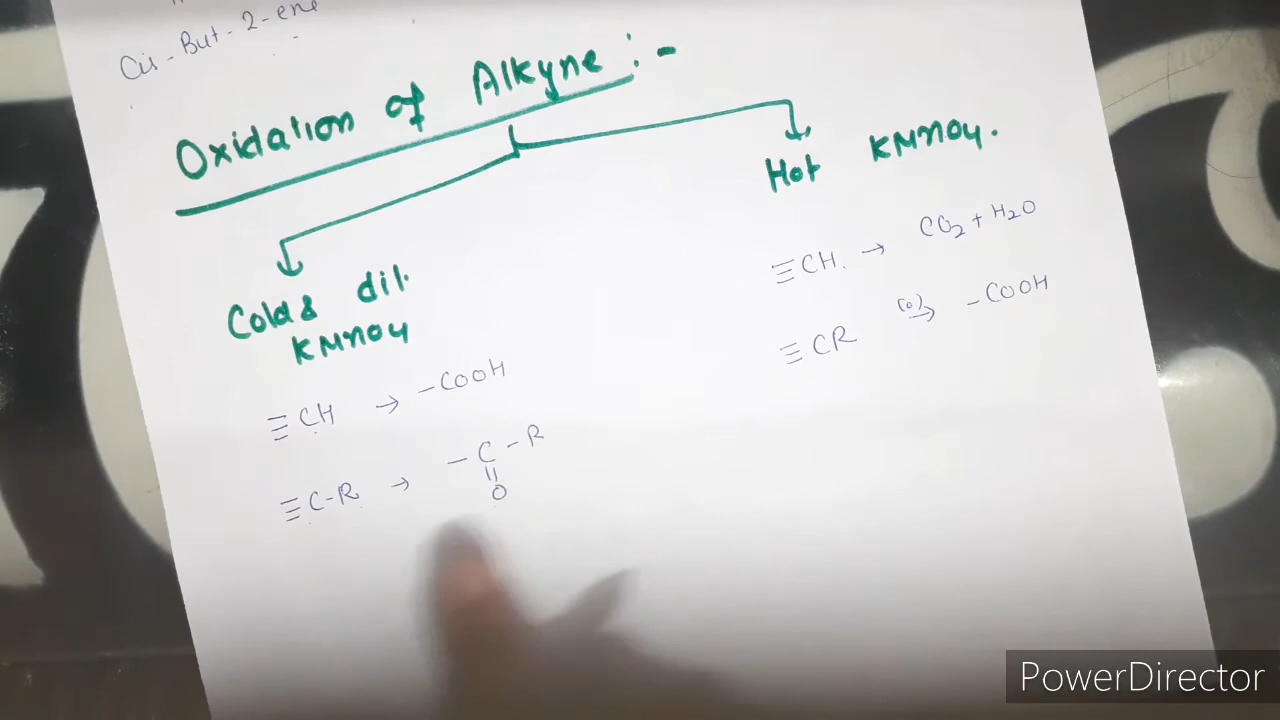 Cis-But-2-ene
Oxidation of Alkyne :-
Cold & dil.
KMnO4
≡CH → -COOH
≡C-R → -C-R
||
O
Hot KMnO4.
≡CH. → CO2 + H2O
≡CR (O)→ -COOH
PowerDirector